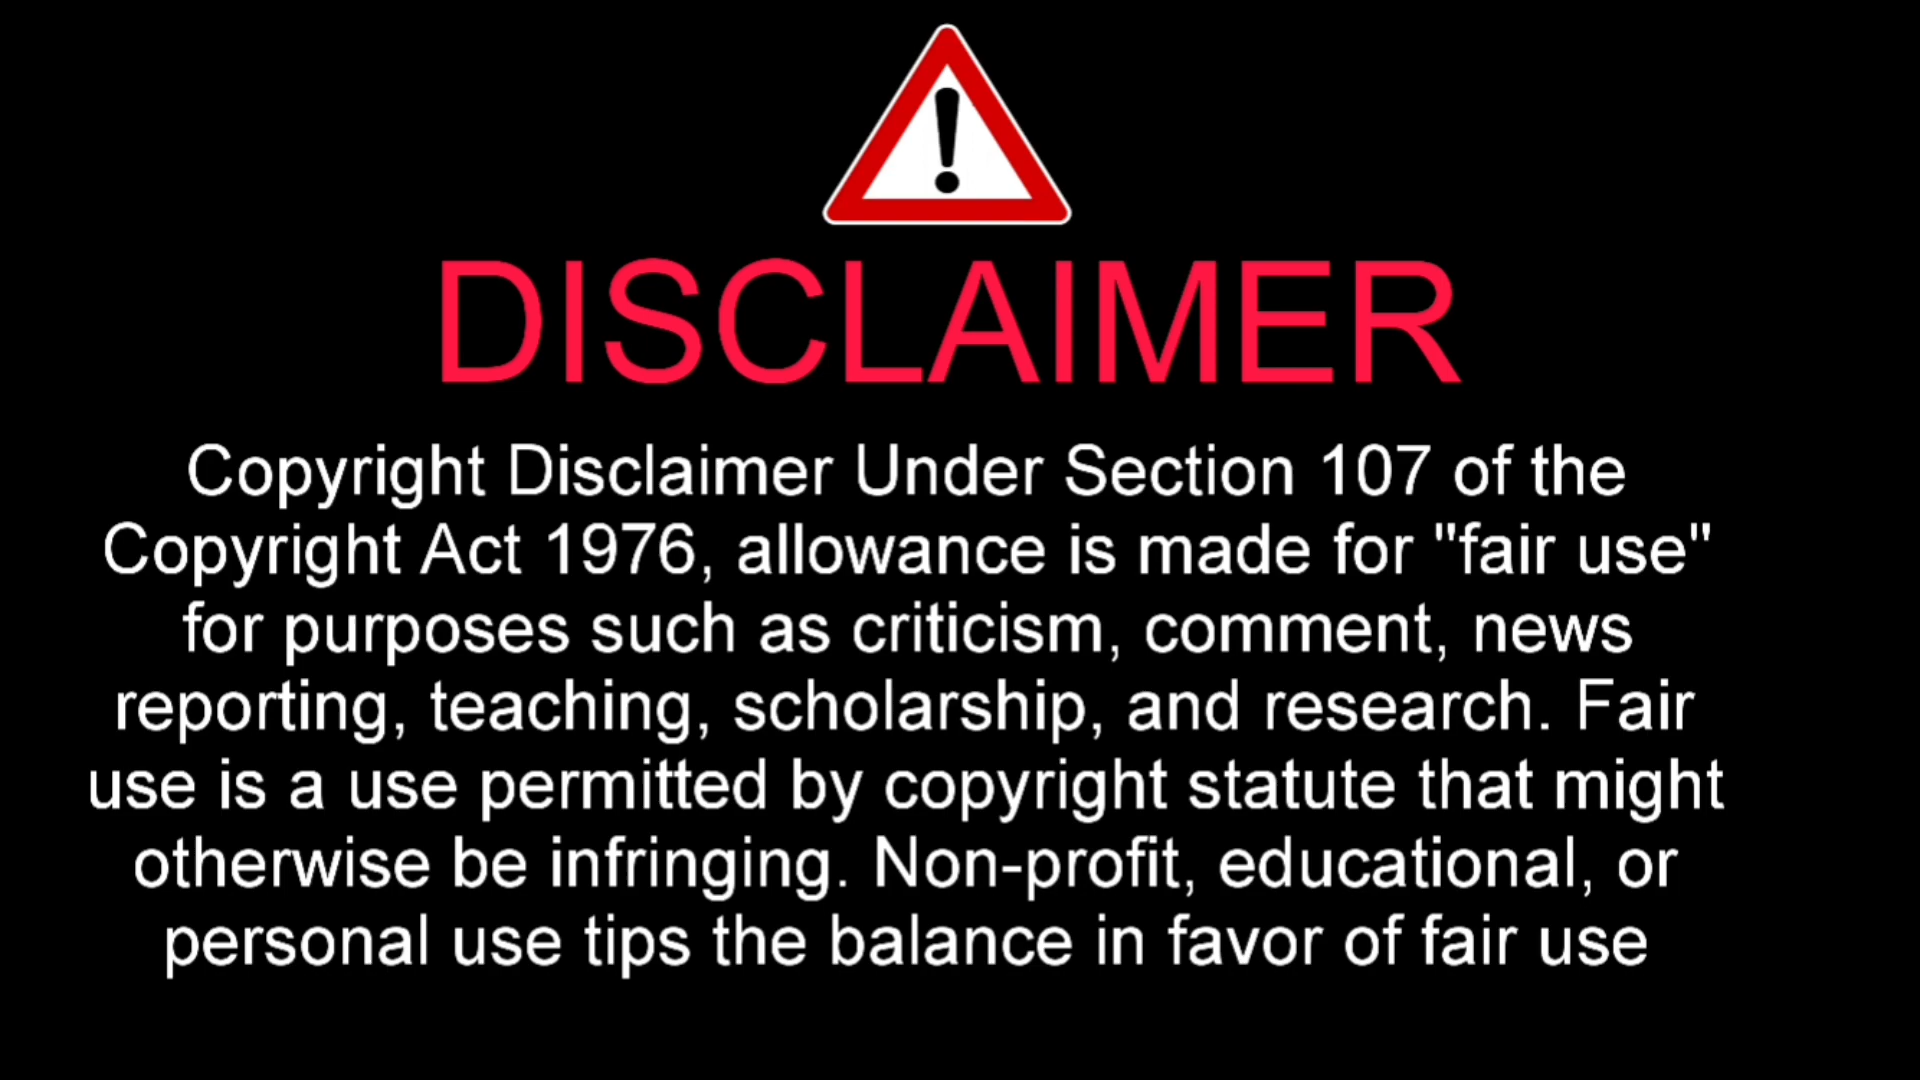 DISCLAIMER
Copyright Disclaimer Under Section 107 of the
Copyright Act 1976, allowance is made for "fair use"
for purposes such as criticism, comment, news
reporting, teaching, scholarship, and research. Fair
use is a use permitted by copyright statute that might
otherwise be infringing. Non-profit, educational, or
personal use tips the balance in favor of fair use